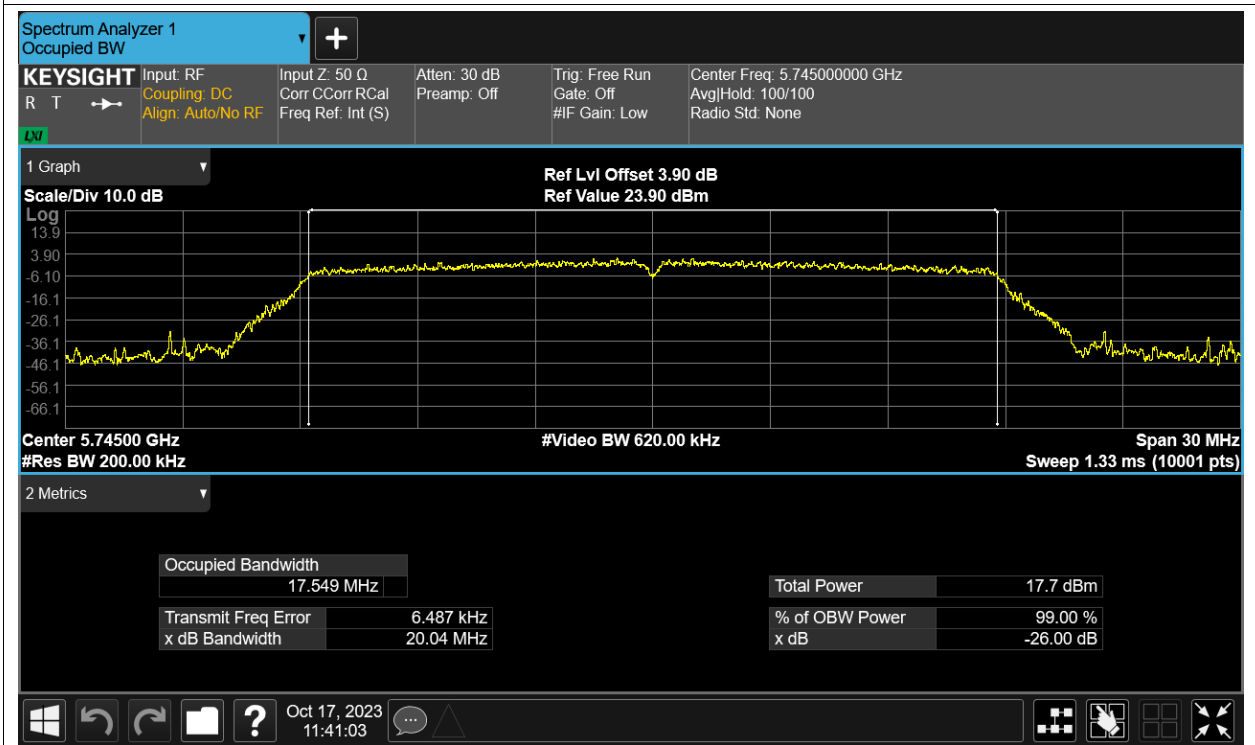 Spectrum Analyzer 1
Occupied BW
▼
+
KEYSIGHT
R T
LXI
Input: RF
Coupling: DC
Align: Auto/No RF
Input Z: 50 Ω
Corr CCorr RCal
Freq Ref: Int (S)
Atten: 30 dB
Preamp: Off
Trig: Free Run
Gate: Off
#IF Gain: Low
Center Freq: 5.745000000 GHz
Avg|Hold: 100/100
Radio Std: None
1 Graph ▼
Scale/Div 10.0 dB
Ref Lvl Offset 3.90 dB
Ref Value 23.90 dBm
Log
13.9
3.90
-6.10
-16.1
-26.1
-36.1
-46.1
-56.1
-66.1
Center 5.74500 GHz
#Res BW 200.00 kHz
#Video BW 620.00 kHz
Span 30 MHz
Sweep 1.33 ms (10001 pts)
2 Metrics ▼
Occupied Bandwidth
17.549 MHz
Total Power 17.7 dBm
Transmit Freq Error 6.487 kHz
% of OBW Power 99.00 %
x dB Bandwidth 20.04 MHz
x dB -26.00 dB
?
Oct 17, 2023
11:41:03
...